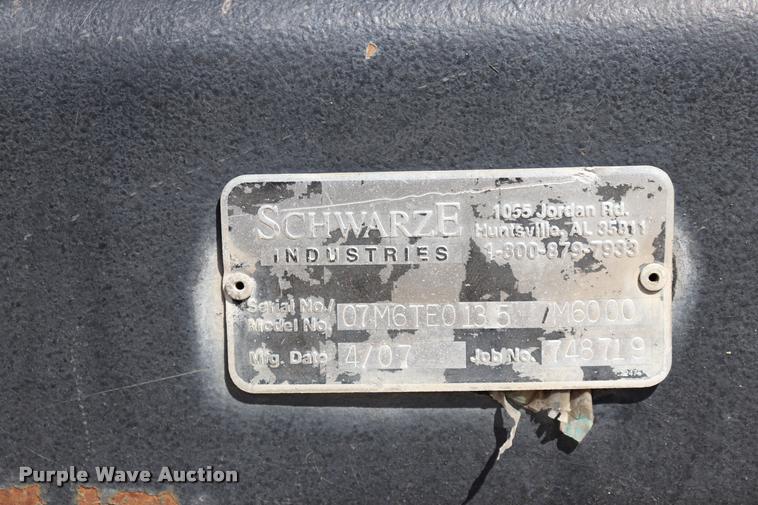 SCHWARZE
INDUSTRIES
1055 Jordan Rd.
Huntsville, AL 35811
1-800-879-7933
Serial No./
Model No. 07M6TE0135 /M6000
Mfg. Date 4/07 Job No. 748719
Purple Wave Auction